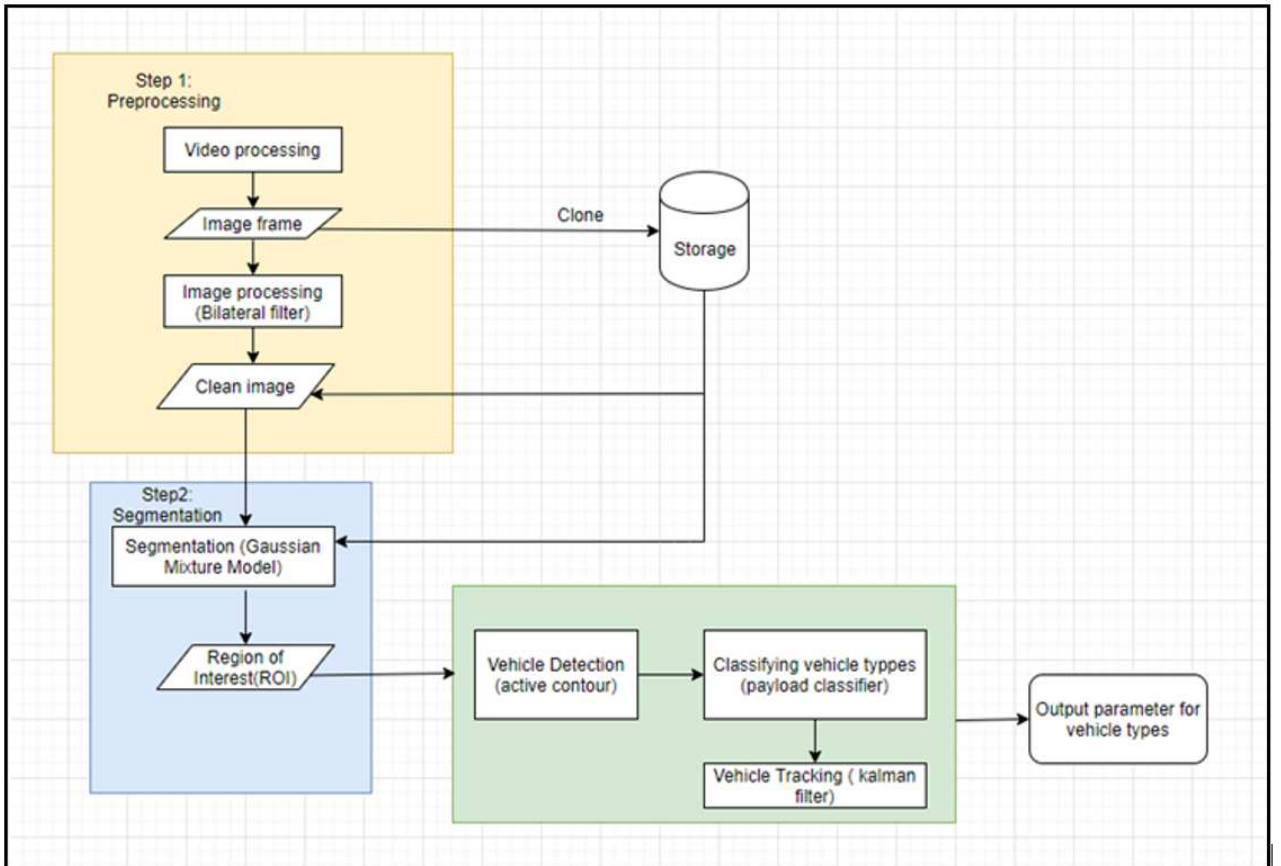 Step 1:
Preprocessing
Video processing
Image frame
Clone
Storage
Image processing
(Bilateral filter)
Clean image
Step2:
Segmentation
Segmentation (Gaussian
Mixture Model)
Region of
Interest(ROI)
Vehicle Detection
(active contour)
Classifying vehicle typpes
(payload classifier)
Vehicle Tracking ( kalman
filter)
Output parameter for
vehicle types